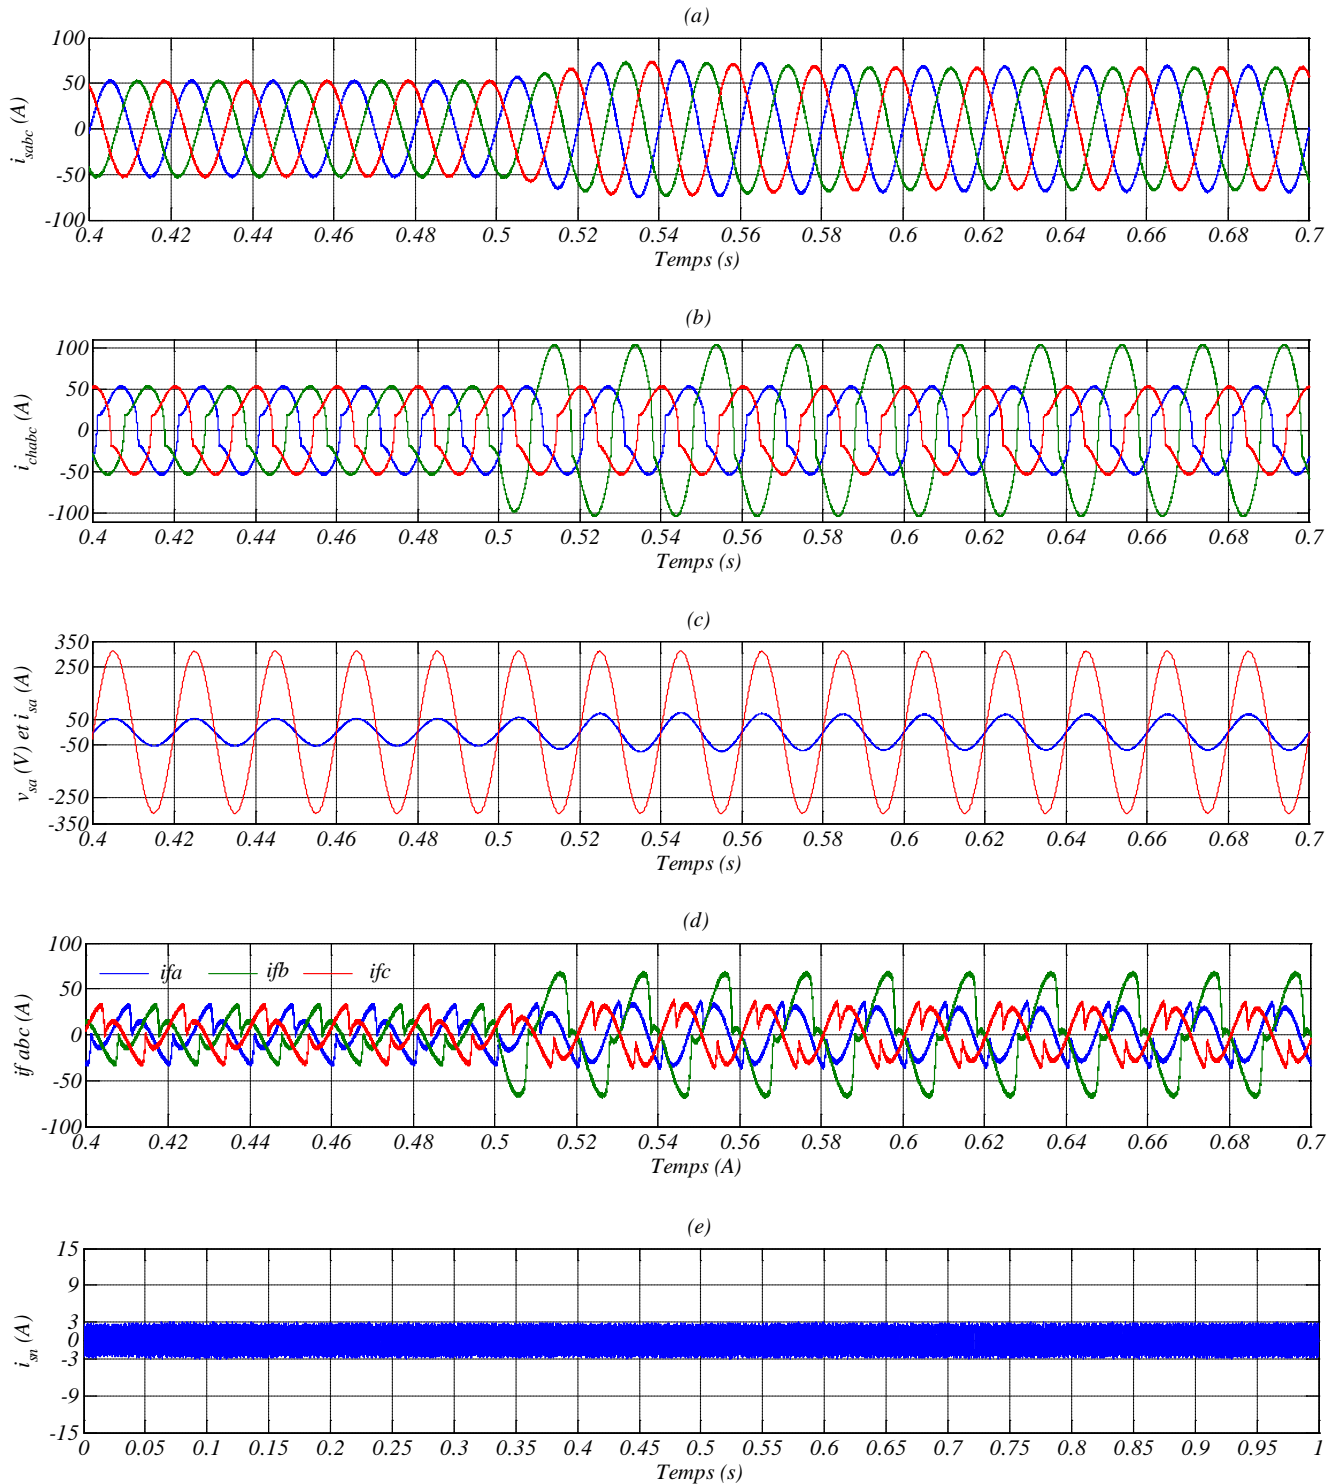 (a)
i_sabc (A)
100
50
0
-50
-100
0.4 0.42 0.44 0.46 0.48 0.5 0.52 0.54 0.56 0.58 0.6 0.62 0.64 0.66 0.68 0.7
Temps (s)
(b)
i_chabc (A)
100
50
0
-50
-100
0.4 0.42 0.44 0.46 0.48 0.5 0.52 0.54 0.56 0.58 0.6 0.62 0.64 0.66 0.68 0.7
Temps (s)
(c)
v_sa (V) et i_sa (A)
350
250
50
-50
-250
-350
0.4 0.42 0.44 0.46 0.48 0.5 0.52 0.54 0.56 0.58 0.6 0.62 0.64 0.66 0.68 0.7
Temps (s)
(d)
if abc (A)
100
50
0
-50
-100
ifa ifb ifc
0.4 0.42 0.44 0.46 0.48 0.5 0.52 0.54 0.56 0.58 0.6 0.62 0.64 0.66 0.68 0.7
Temps (A)
(e)
i_sn (A)
15
9
3
0
-3
-9
-15
0 0.05 0.1 0.15 0.2 0.25 0.3 0.35 0.4 0.45 0.5 0.55 0.6 0.65 0.7 0.75 0.8 0.85 0.9 0.95 1
Temps (s)